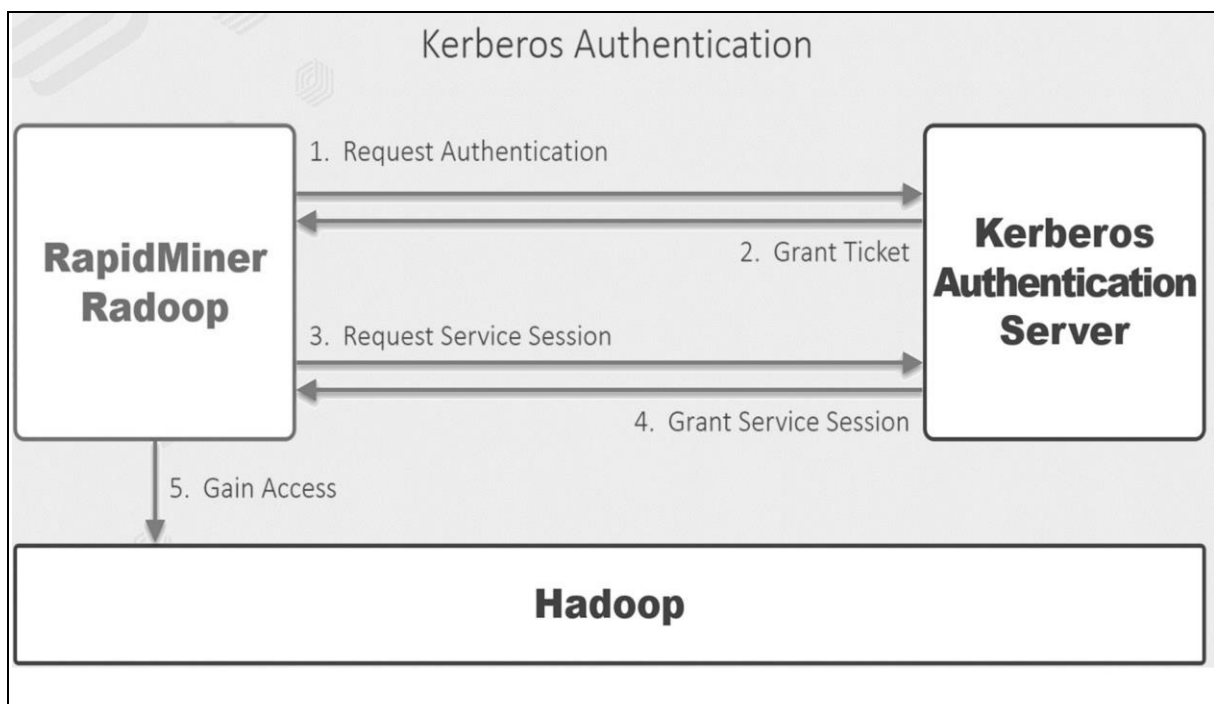 Kerberos Authentication
1. Request Authentication
2. Grant Ticket
RapidMiner
Radoop
Kerberos
Authentication
Server
3. Request Service Session
4. Grant Service Session
5. Gain Access
Hadoop